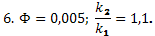 6. Φ = 0,005; k₂/k₁ = 1,1.